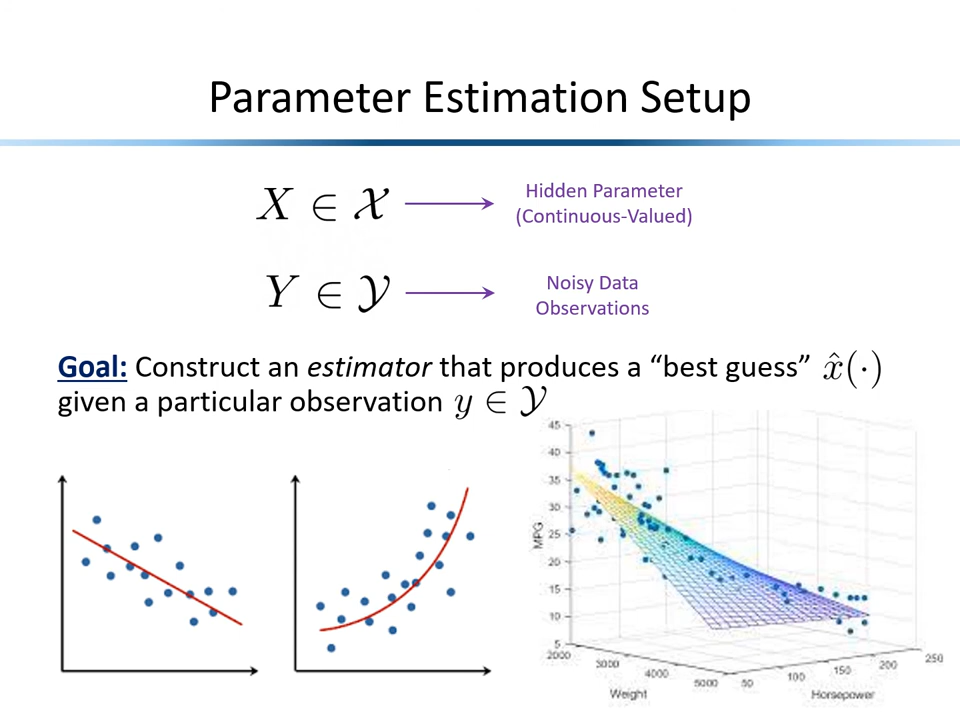 Parameter Estimation Setup
X ∈ 𝒳
Hidden Parameter
(Continuous-Valued)
Y ∈ 𝒴
Noisy Data
Observations
Goal: Construct an estimator that produces a “best guess” x̂(·)
given a particular observation y ∈ 𝒴
45
40
35
30
25
20
15
10
5
MPG
2000
3000
4000
5000
Weight
50
100
150
200
250
Horsepower